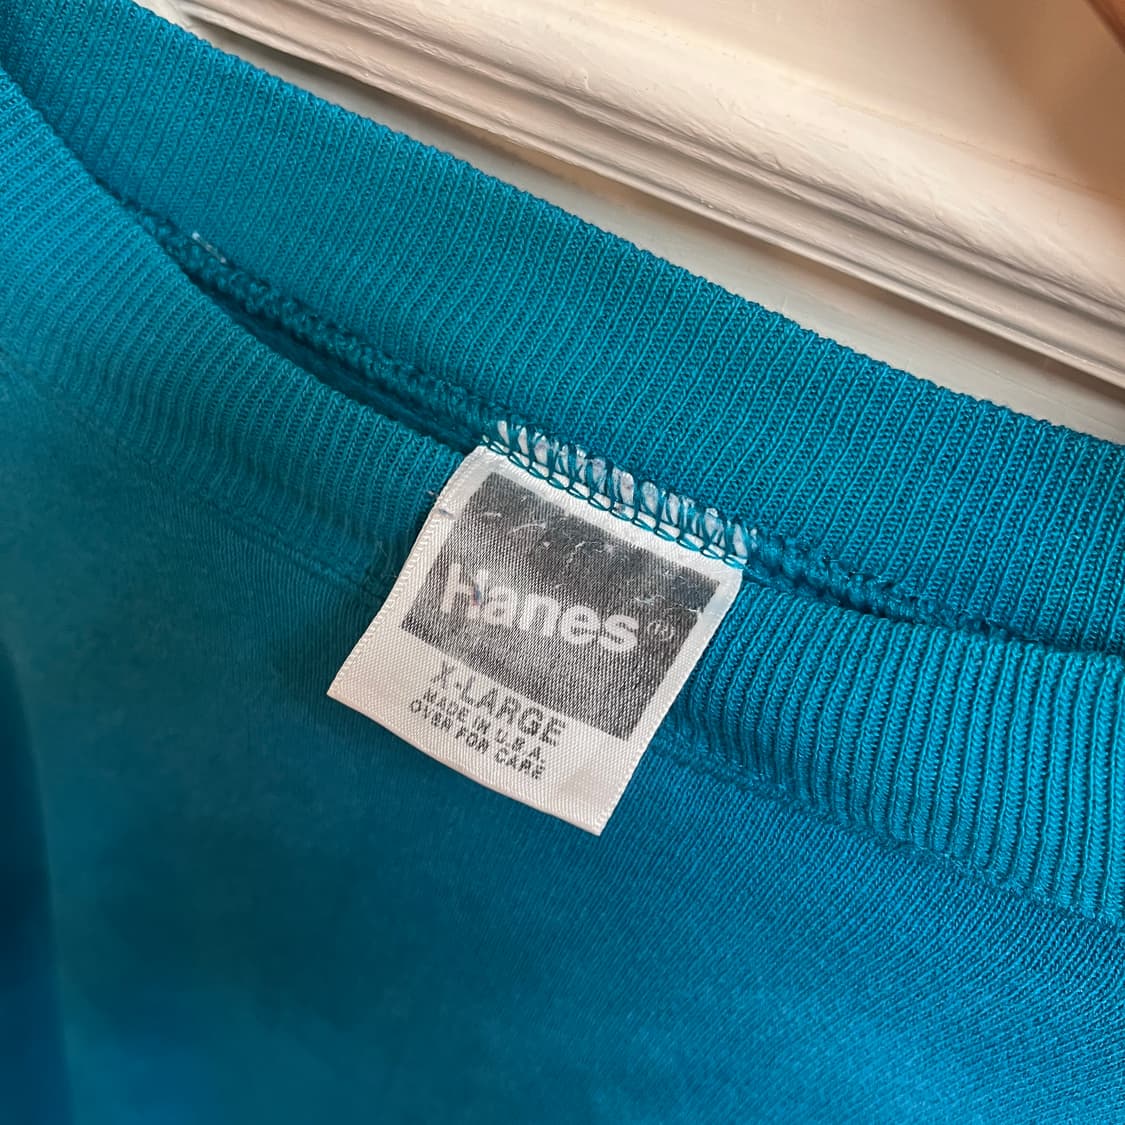 Hanes®
X-LARGE
MADE IN U.S.A.
OVER FOR CARE